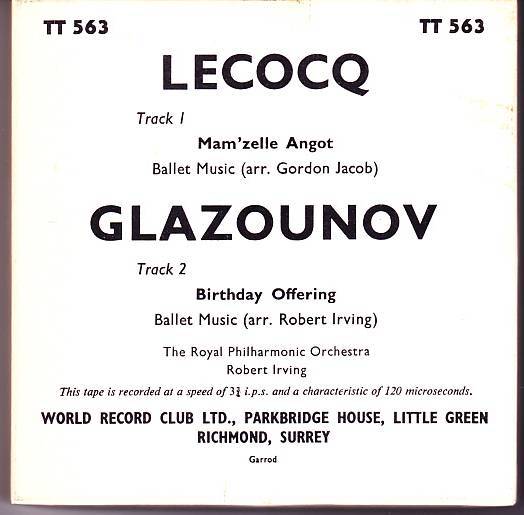 TT 563 TT 563
LECOCQ
Track 1
Mam'zelle Angot
Ballet Music (arr. Gordon Jacob)
GLAZOUNOV
Track 2
Birthday Offering
Ballet Music (arr. Robert Irving)
The Royal Philharmonic Orchestra
Robert Irving
This tape is recorded at a speed of 3¾ i.p.s. and a characteristic of 120 microseconds.
WORLD RECORD CLUB LTD., PARKBRIDGE HOUSE, LITTLE GREEN
RICHMOND, SURREY
Garrod